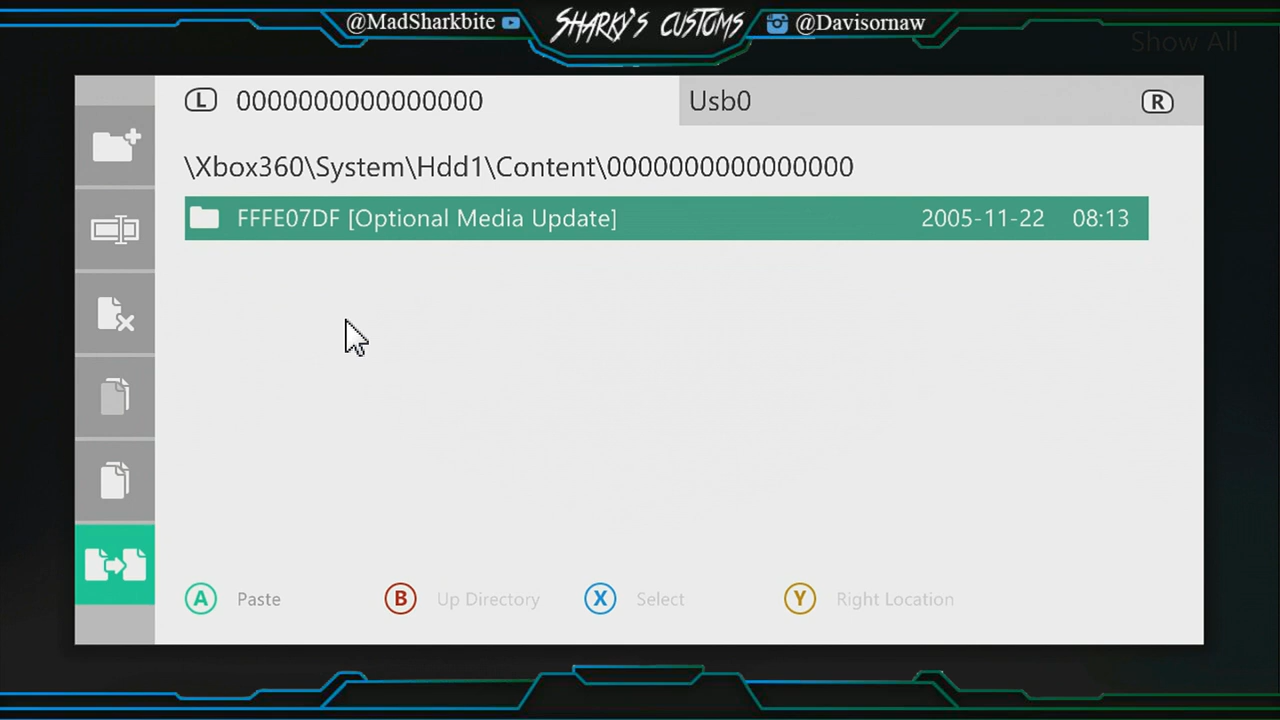 @MadSharkbite
SHARKY'S CUSTOMS
@Davisornaw
Show All
L 0000000000000000
Usb0 R
\Xbox360\System\Hdd1\Content\0000000000000000
FFFE07DF [Optional Media Update] 2005-11-22 08:13
A Paste B Up Directory X Select Y Right Location